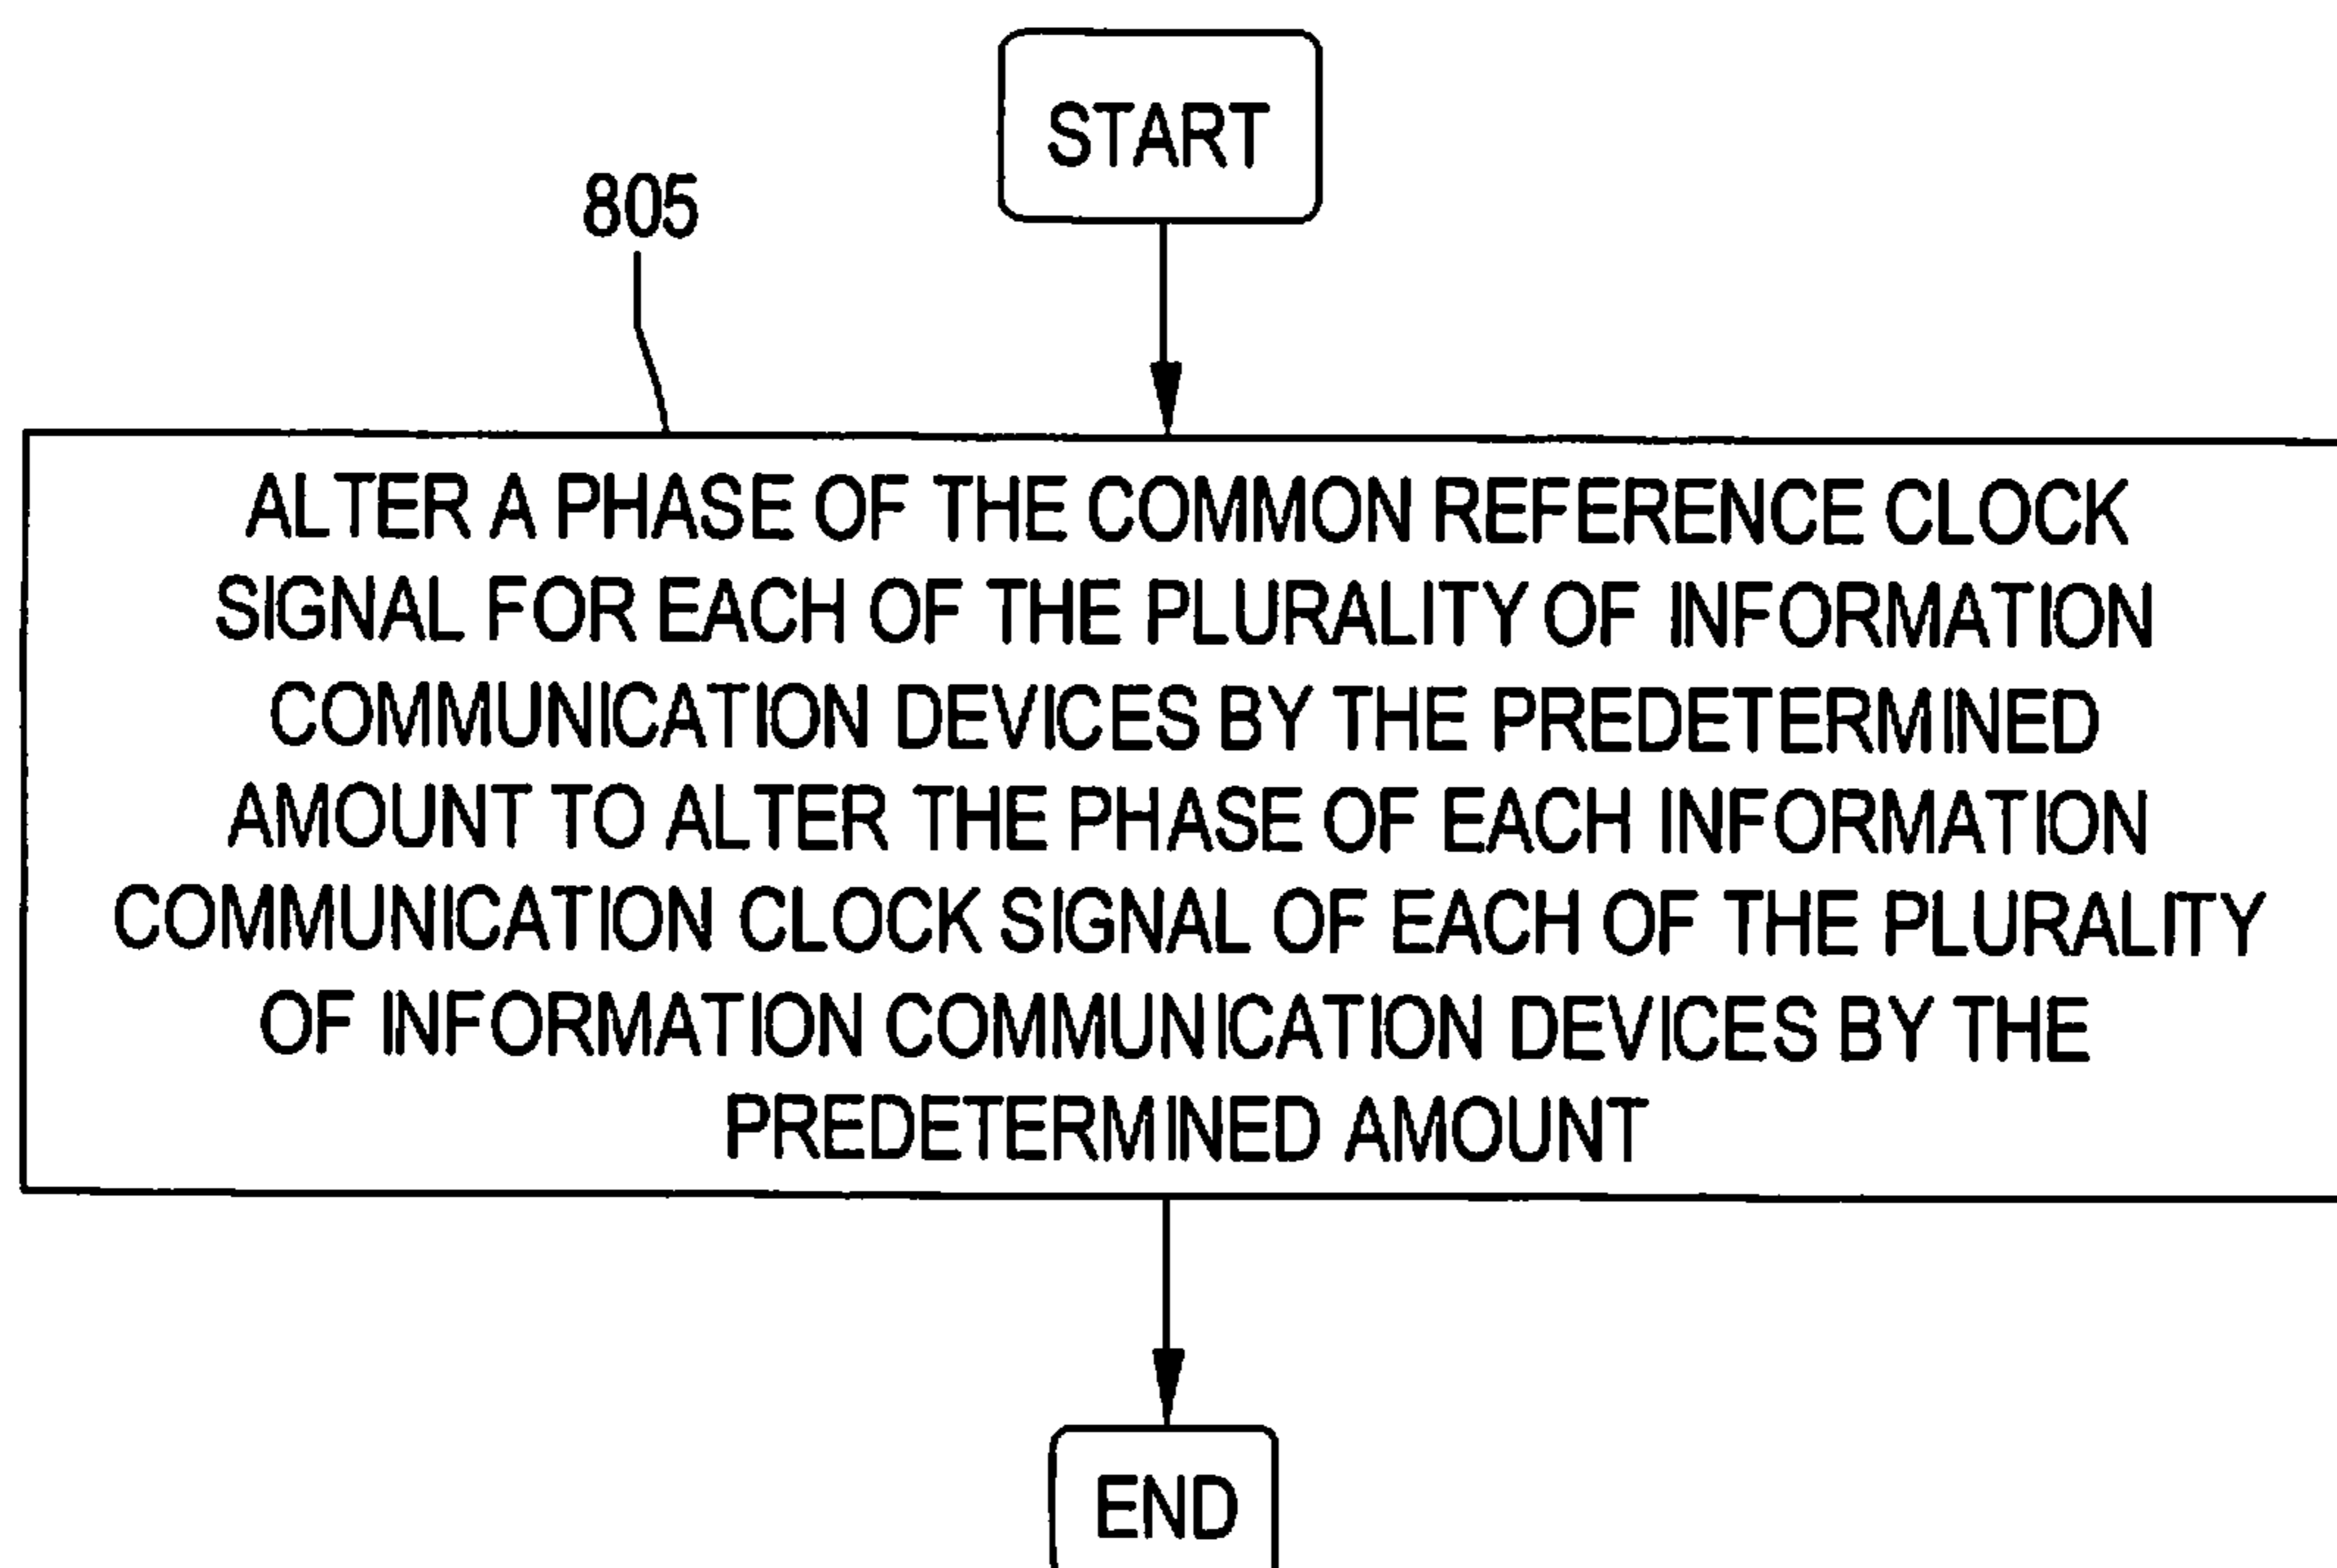 START
805
ALTER A PHASE OF THE COMMON REFERENCE CLOCK
SIGNAL FOR EACH OF THE PLURALITY OF INFORMATION
COMMUNICATION DEVICES BY THE PREDETERMINED
AMOUNT TO ALTER THE PHASE OF EACH INFORMATION
COMMUNICATION CLOCK SIGNAL OF EACH OF THE PLURALITY
OF INFORMATION COMMUNICATION DEVICES BY THE
PREDETERMINED AMOUNT
END